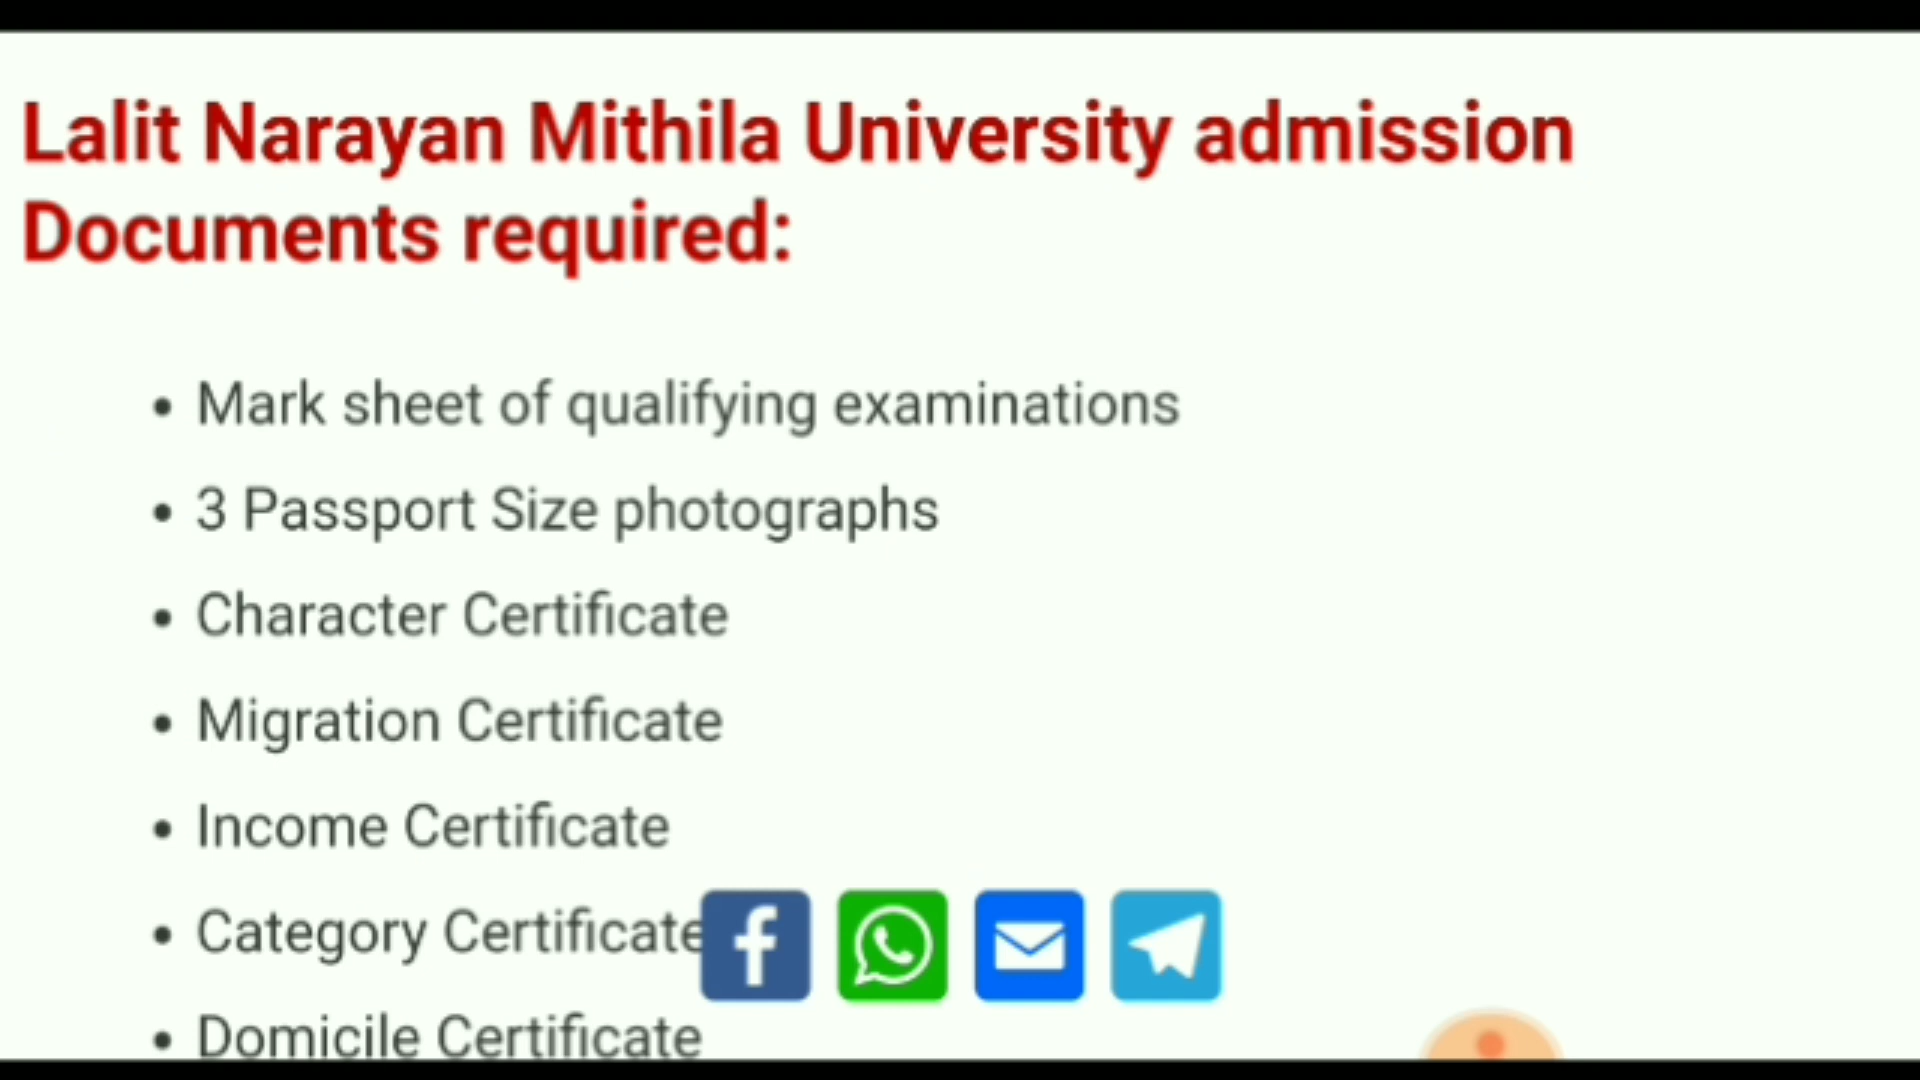 Lalit Narayan Mithila University admission
Documents required:
• Mark sheet of qualifying examinations
• 3 Passport Size photographs
• Character Certificate
• Migration Certificate
• Income Certificate
• Category Certificate
• Domicile Certificate